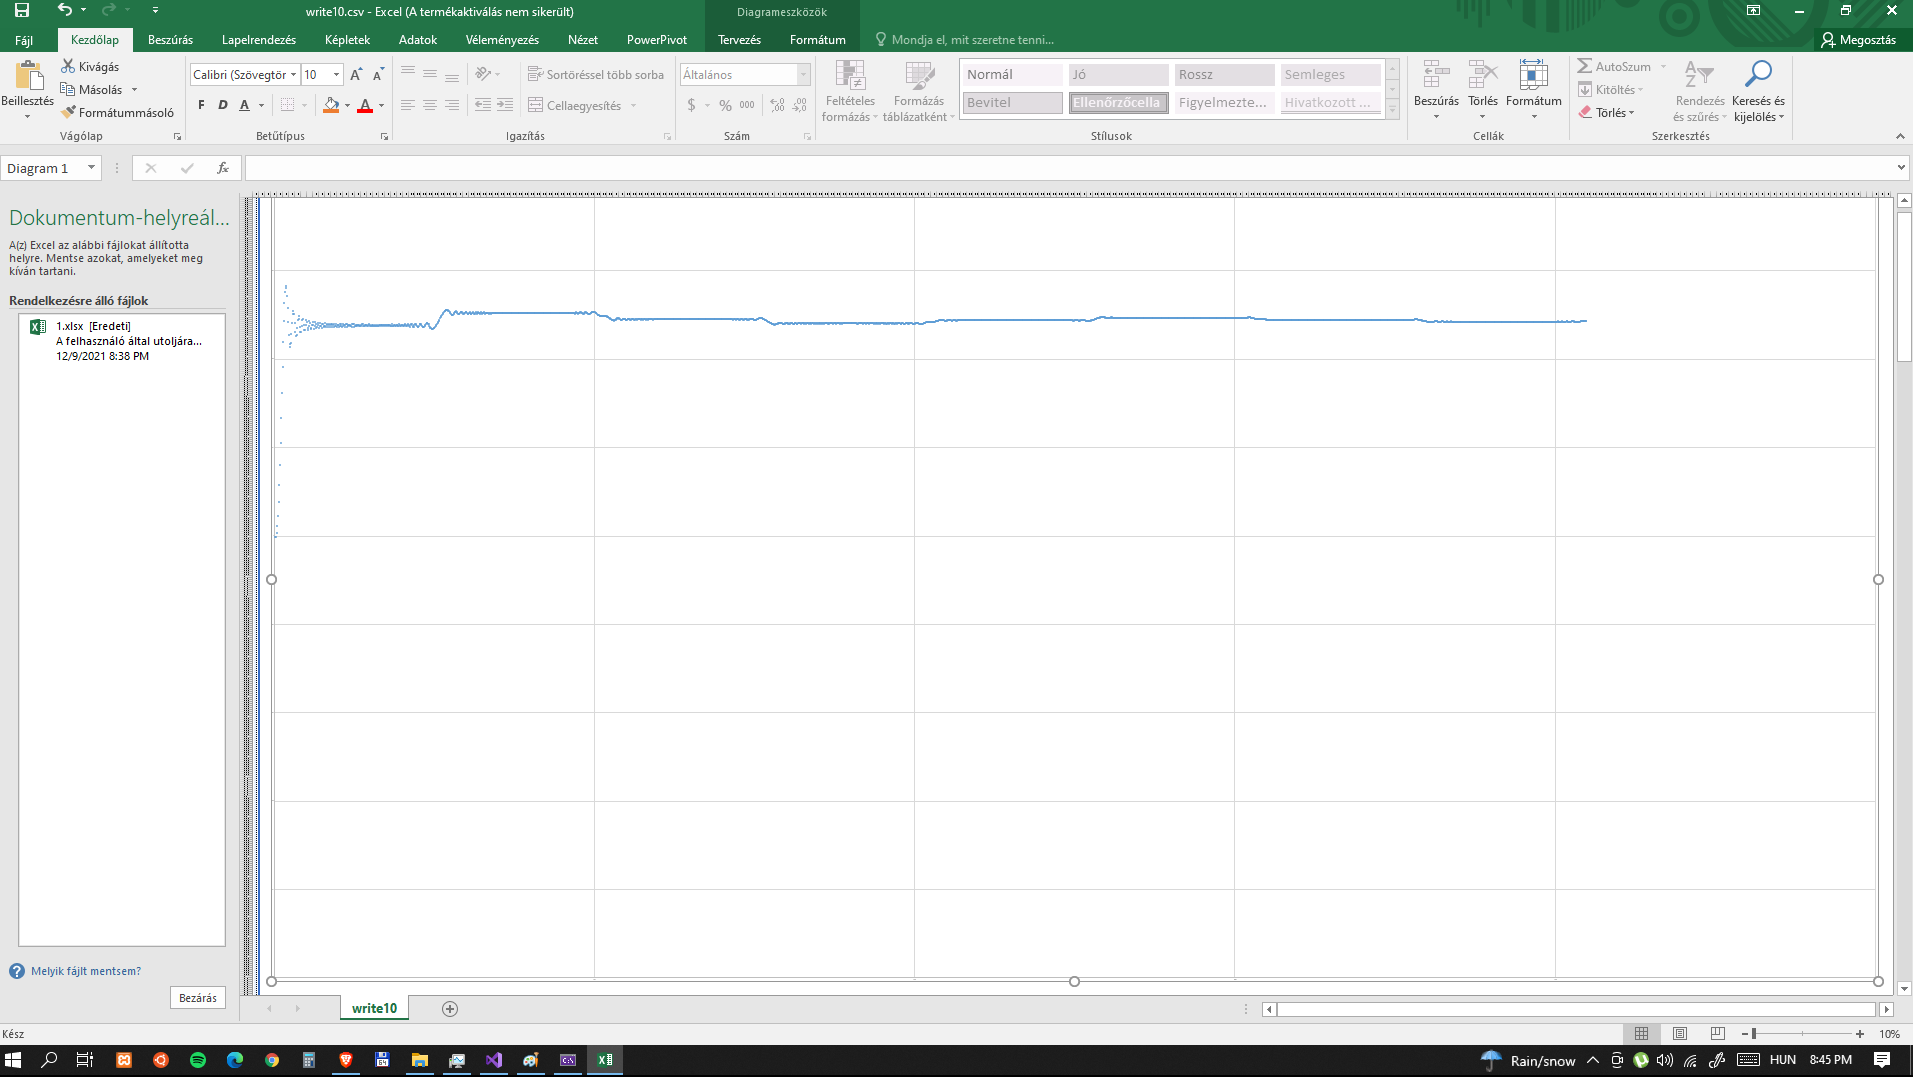 write10.csv - Excel (A termékaktiválás nem sikerült)
Diagrameszközök
Fájl Kezdőlap Beszúrás Lapelrendezés Képletek Adatok Véleményezés Nézet PowerPivot Tervezés Formátum Mondja el, mit szeretne tenni... Megosztás
Beillesztés
Kivágás
Másolás
Formátummásoló
Vágólap
Calibri (Szövegtör 10
F D A
Betűtípus
Sortöréssel több sorba
Cellaegyesítés
Igazítás
Általános
$ % 000
Szám
Feltételes formázás
Formázás táblázatként
Normál Jó Rossz Semleges
Bevitel Ellenőrzőcella Figyelmezte... Hivatkozott ...
Stílusok
Beszúrás Törlés Formátum
Cellák
AutoSzum
Kitöltés
Törlés
Rendezés és szűrés
Keresés és kijelölés
Szerkesztés
Diagram 1
fx
Dokumentum-helyreál...
A(z) Excel az alábbi fájlokat állította
helyre. Mentse azokat, amelyeket meg
kíván tartani.
Rendelkezésre álló fájlok
1.xlsx [Eredeti]
A felhasználó által utoljára...
12/9/2021 8:38 PM
Melyik fájlt mentsem?
Bezárás
write10
Kész
10%
Rain/snow
HUN
8:45 PM